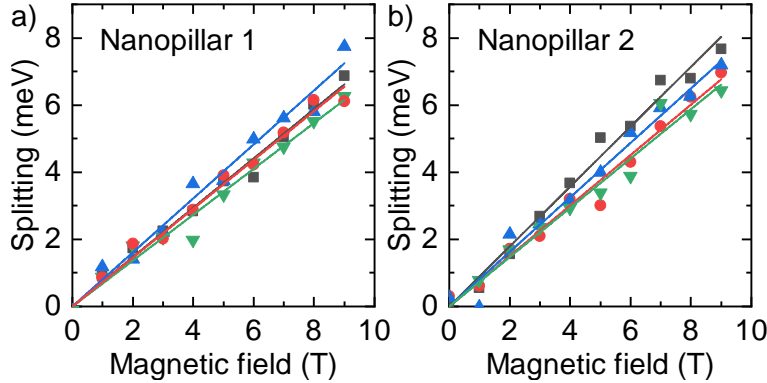 a)
Nanopillar 1
Splitting (meV)
8
6
4
2
0
0 2 4 6 8 10
Magnetic field (T)
b)
Nanopillar 2
Splitting (meV)
8
6
4
2
0
0 2 4 6 8 10
Magnetic field (T)